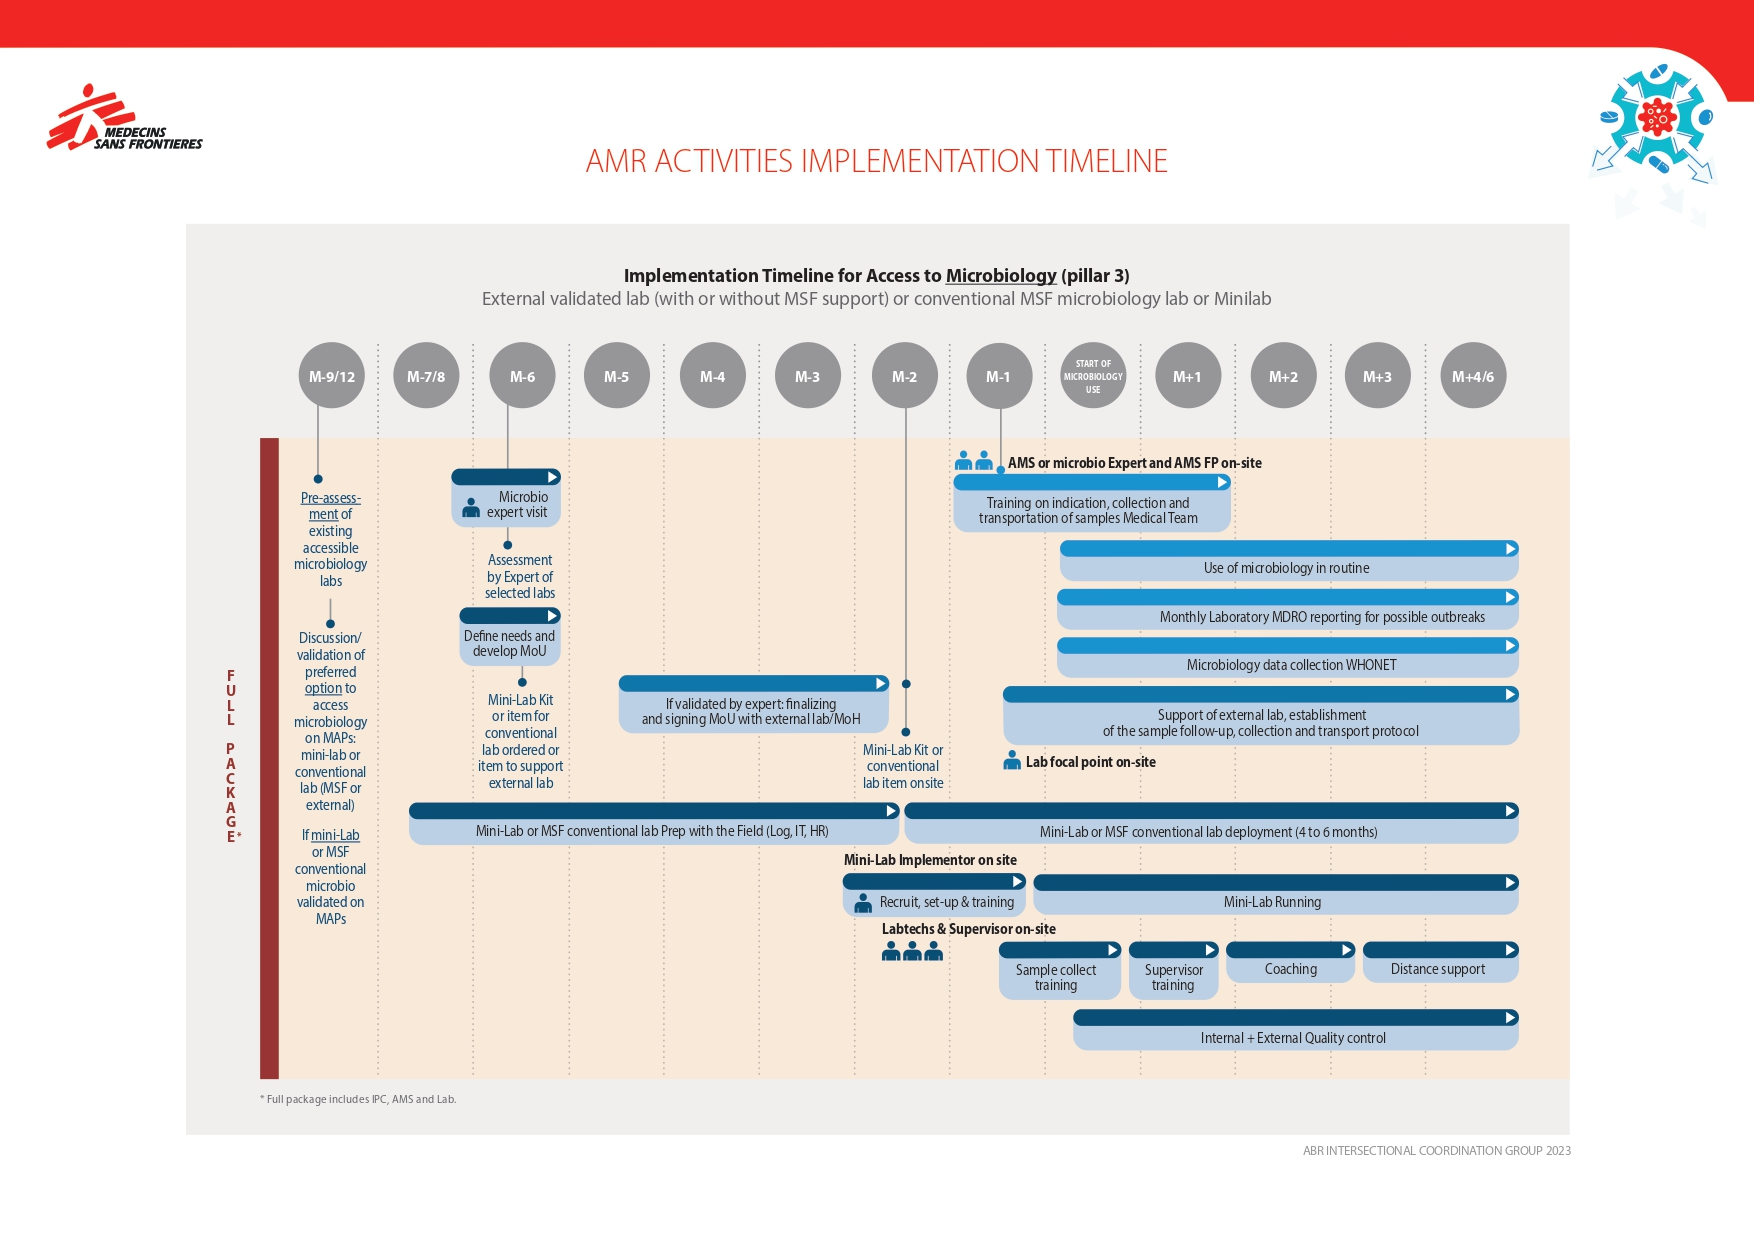 MEDECINS
SANS FRONTIERES
AMR ACTIVITIES IMPLEMENTATION TIMELINE
Implementation Timeline for Access to Microbiology (pillar 3)
External validated lab (with or without MSF support) or conventional MSF microbiology lab or Minilab
M-9/12
M-7/8
M-6
M-5
M-4
M-3
M-2
M-1
START OF
MICROBIOLOGY
USE
M+1
M+2
M+3
M+4/6
FULL PACKAGE*
Pre-assess-
ment of
existing
accessible
microbiology
labs
Discussion/
validation of
preferred
option to
access
microbiology
on MAPs:
mini-lab or
conventional
lab (MSF or
external)
If mini-Lab
or MSF
conventional
microbio
validated on
MAPs
Microbio
expert visit
Assessment
by Expert of
selected labs
Define needs and
develop MoU
Mini-Lab Kit
or item for
conventional
lab ordered or
item to support
external lab
If validated by expert: finalizing
and signing MoU with external lab/MoH
Mini-Lab Kit or
conventional
lab item onsite
AMS or microbio Expert and AMS FP on-site
Training on indication, collection and
transportation of samples Medical Team
Use of microbiology in routine
Monthly Laboratory MDRO reporting for possible outbreaks
Microbiology data collection WHONET
Support of external lab, establishment
of the sample follow-up, collection and transport protocol
Lab focal point on-site
Mini-Lab or MSF conventional lab Prep with the Field (Log, IT, HR)
Mini-Lab or MSF conventional lab deployment (4 to 6 months)
Mini-Lab Implementor on site
Recruit, set-up & training
Mini-Lab Running
Labtechs & Supervisor on-site
Sample collect
training
Supervisor
training
Coaching
Distance support
Internal + External Quality control
* Full package includes IPC, AMS and Lab.
ABR INTERSECTIONAL COORDINATION GROUP 2023